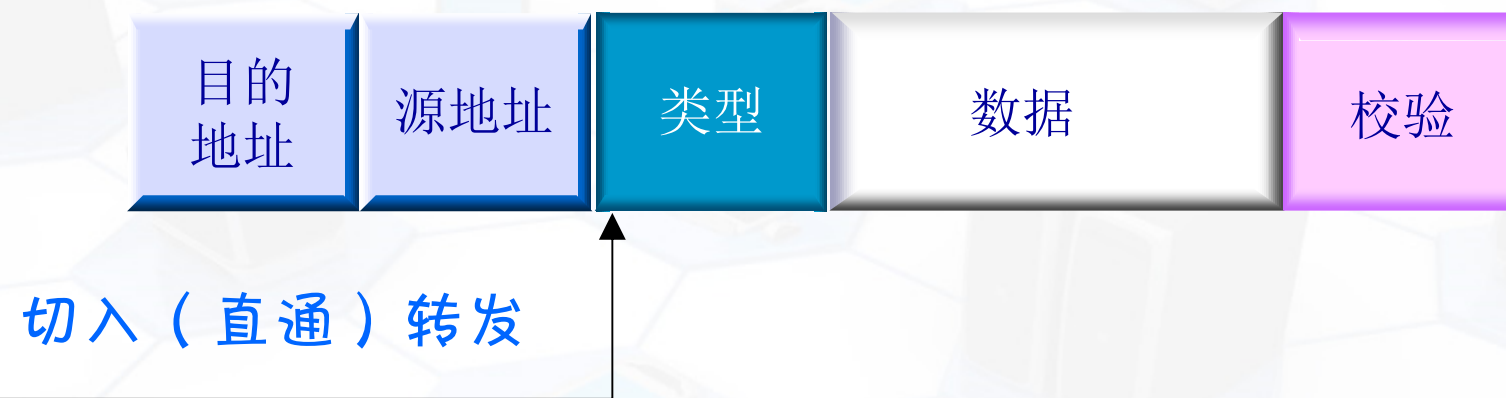 目的
地址
源地址
类型
数据
校验
切入（直通）转发